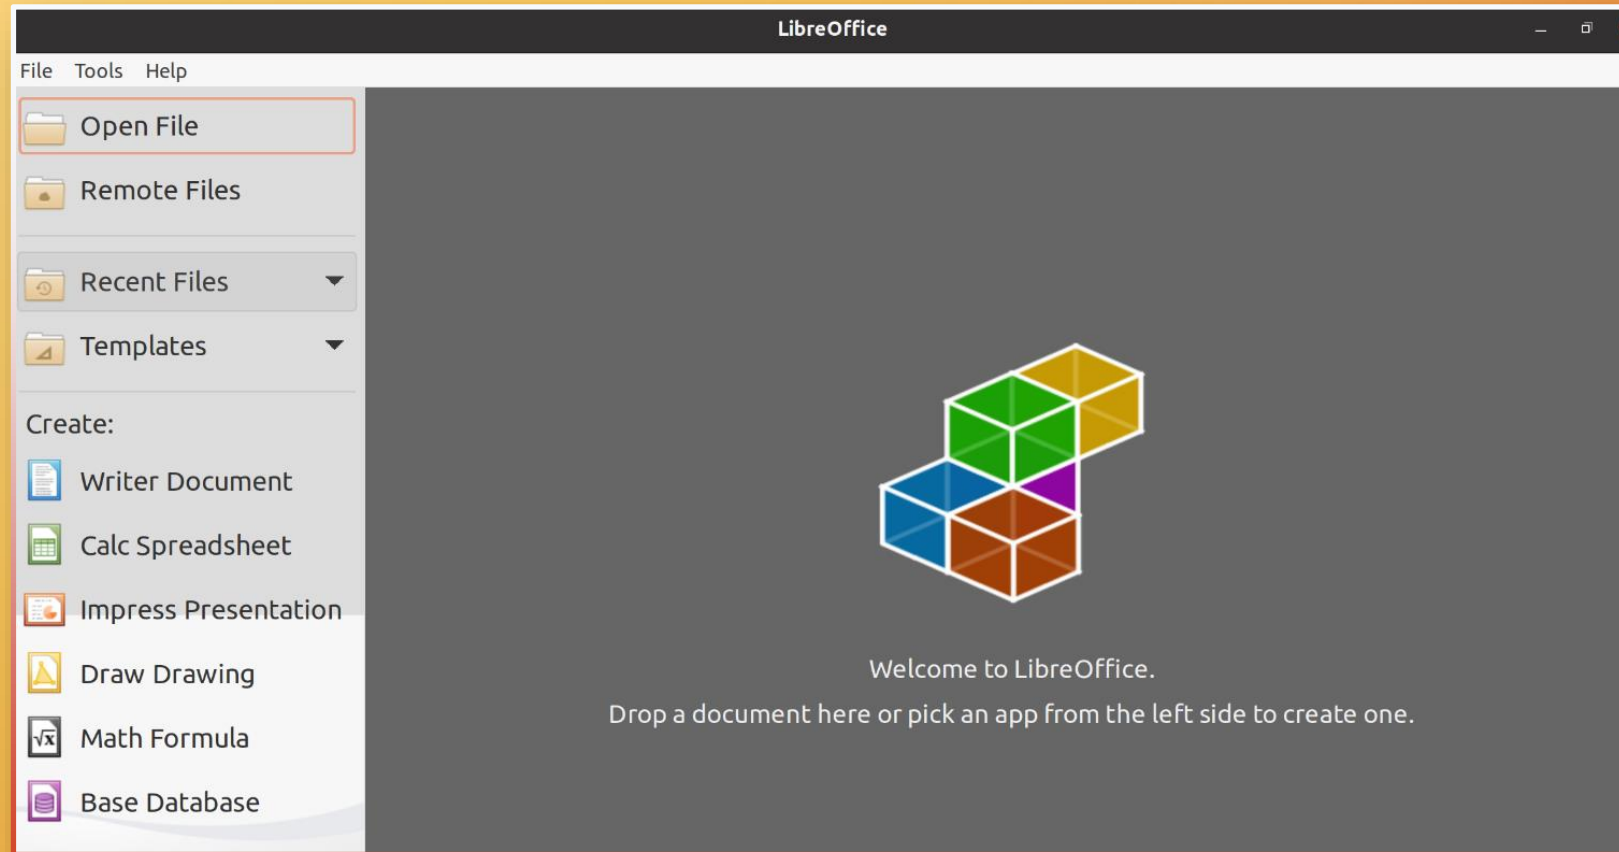 LibreOffice
File Tools Help
Open File
Remote Files
Recent Files
Templates
Create:
Writer Document
Calc Spreadsheet
Impress Presentation
Draw Drawing
Math Formula
Base Database
Welcome to LibreOffice.
Drop a document here or pick an app from the left side to create one.